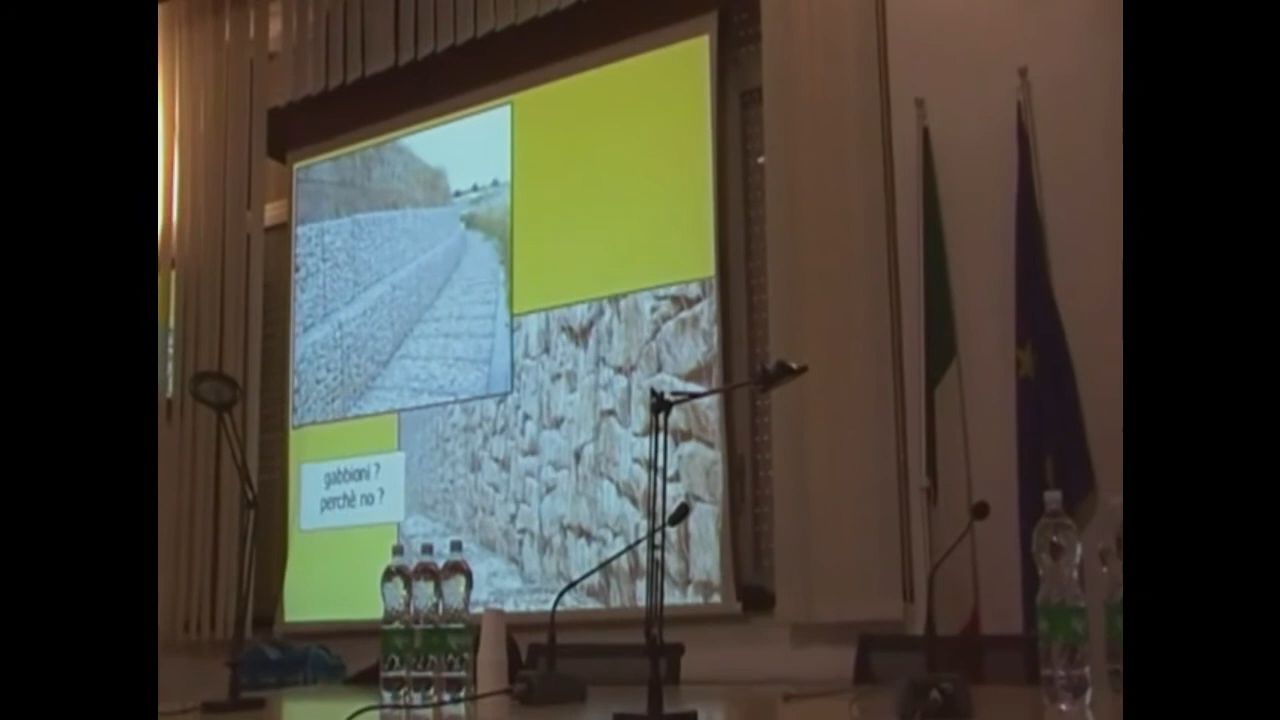 gabbioni ?
perchè no ?